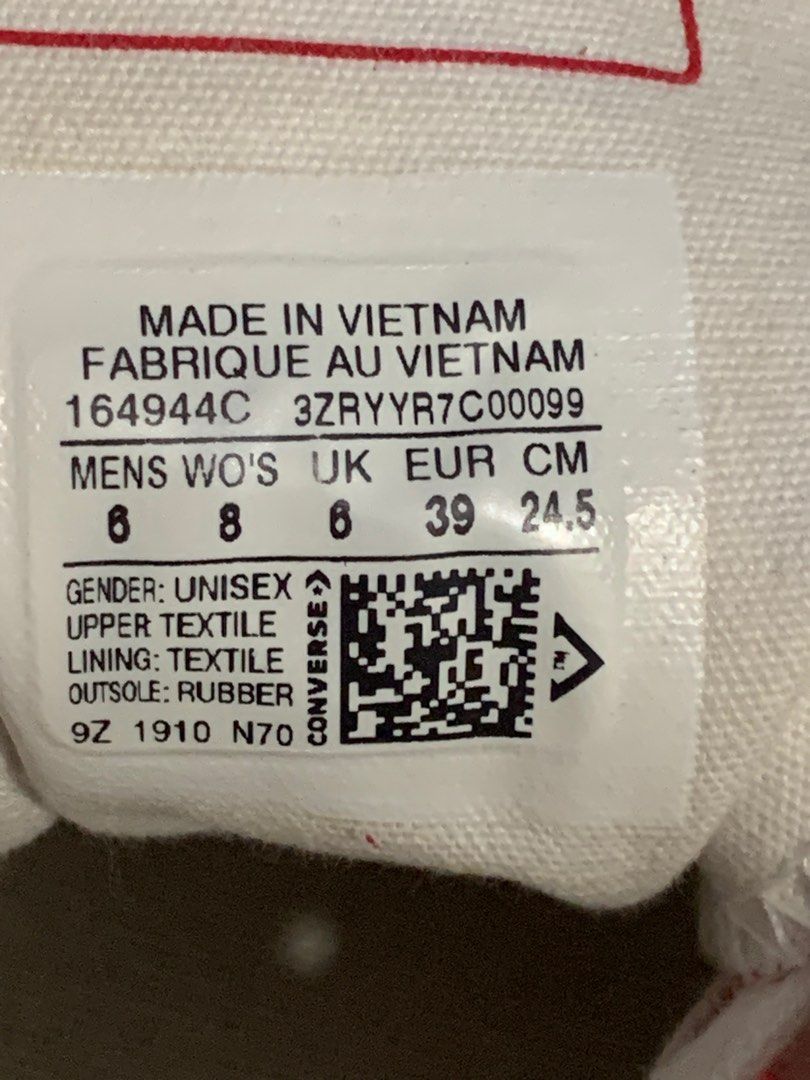 MADE IN VIETNAM
FABRIQUE AU VIETNAM
164944C 3ZRYYR7C00099
MENS WO'S UK EUR CM
6 8 6 39 24.5
GENDER: UNISEX
UPPER TEXTILE
LINING: TEXTILE
OUTSOLE: RUBBER
9Z 1910 N70
CONVERSE